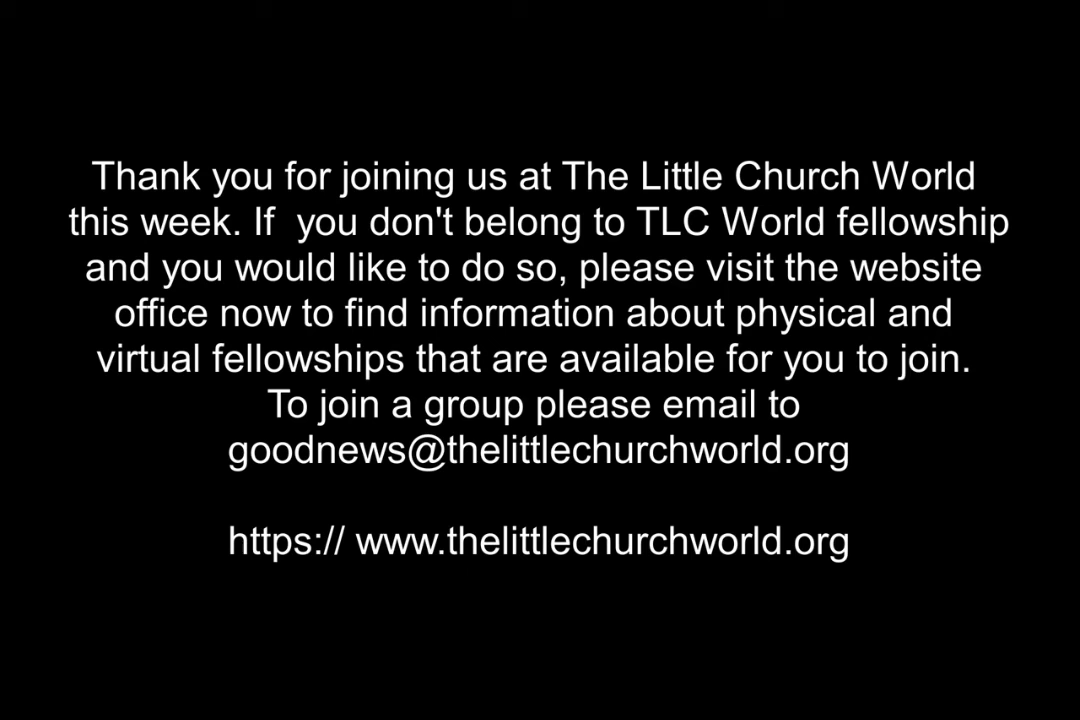 Thank you for joining us at The Little Church World
this week. If  you don't belong to TLC World fellowship
and you would like to do so, please visit the website
office now to find information about physical and
virtual fellowships that are available for you to join.
To join a group please email to
goodnews@thelittlechurchworld.org
https:// www.thelittlechurchworld.org